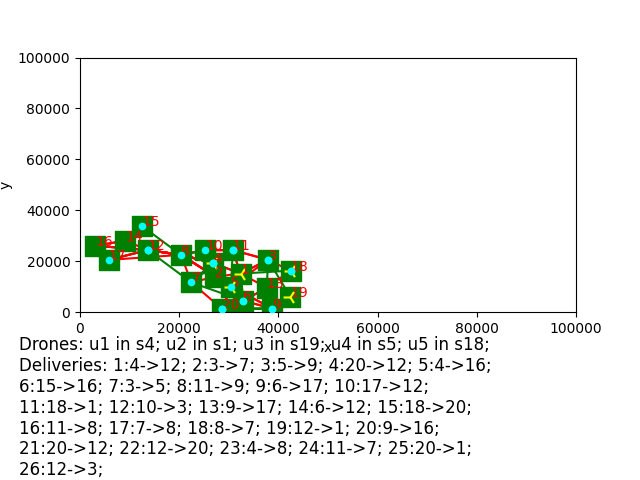 100000
80000
y
60000
40000
20000
0
0 20000 40000 60000 80000 100000
x
Drones: u1 in s4; u2 in s1; u3 in s19; u4 in s5; u5 in s18;
Deliveries: 1:4->12; 2:3->7; 3:5->9; 4:20->12; 5:4->16;
6:15->16; 7:3->5; 8:11->9; 9:6->17; 10:17->12;
11:18->1; 12:10->3; 13:9->17; 14:6->12; 15:18->20;
16:11->8; 17:7->8; 18:8->7; 19:12->1; 20:9->16;
21:20->12; 22:12->20; 23:4->8; 24:11->7; 25:20->1;
26:12->3;